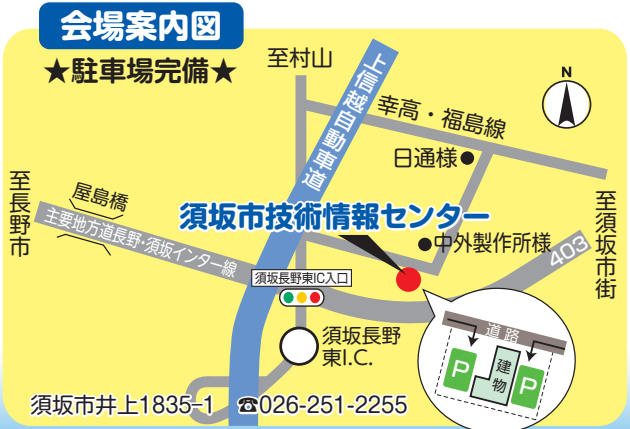 会場案内図
★駐車場完備★
至村山
N
上信越自動車道
幸高・福島線
日通様
至長野市
屋島橋
主要地方道長野・須坂インター線
須坂市技術情報センター
至須坂市街
中外製作所様
403
須坂長野東IC入口
須坂長野
東I.C.
道路
P
建物
P
須坂市井上1835-1 ☎026-251-2255